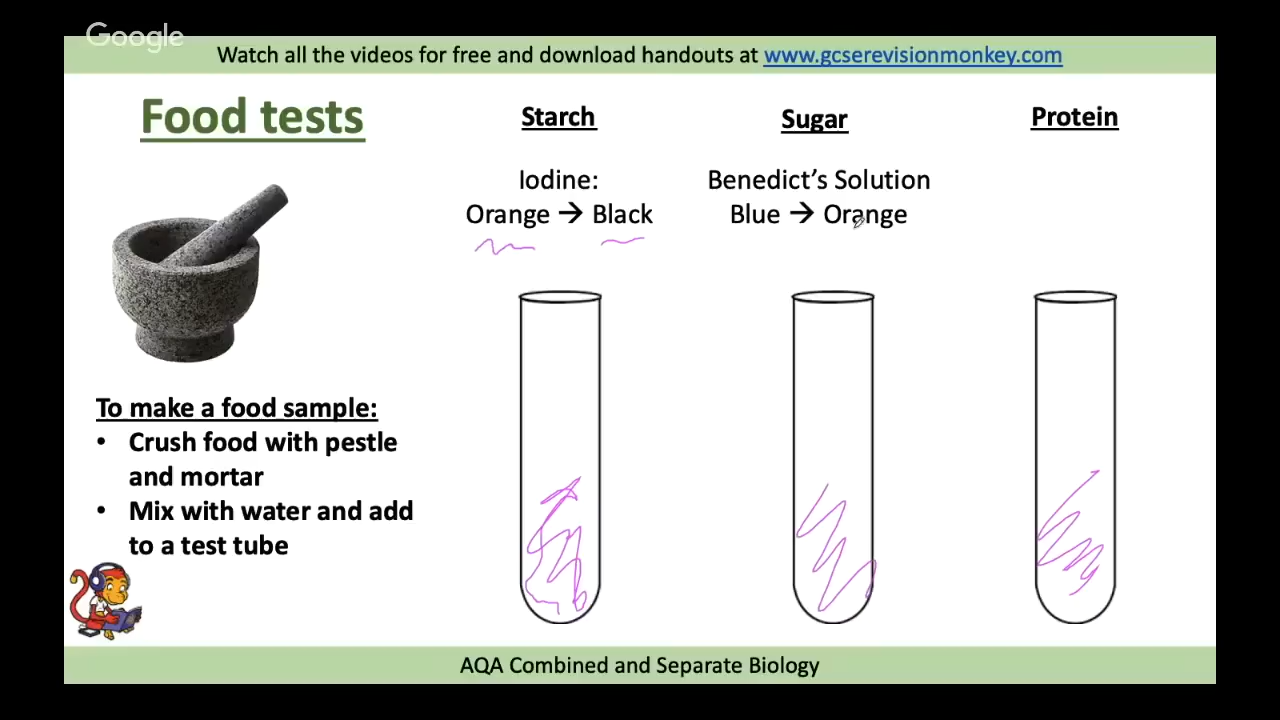 Google
Watch all the videos for free and download handouts at www.gcserevisionmonkey.com
Food tests
Starch
Sugar
Protein
Iodine:
Orange → Black
Benedict's Solution
Blue → Orange
To make a food sample:
• Crush food with pestle
and mortar
• Mix with water and add
to a test tube
AQA Combined and Separate Biology